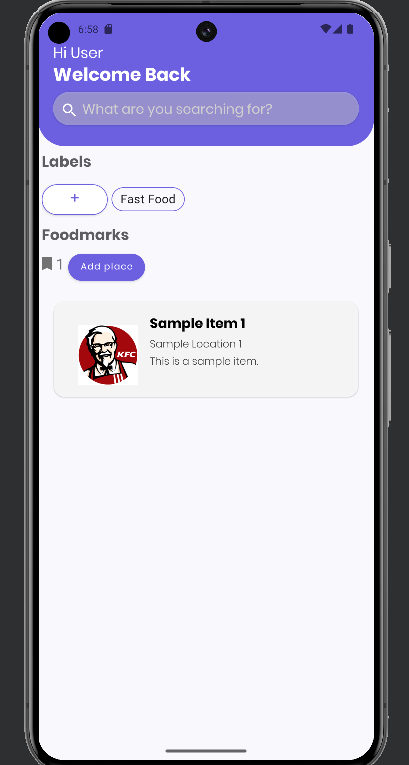 6:58
Hi User
Welcome Back
What are you searching for?
Labels
+
Fast Food
Foodmarks
1
Add place
Sample Item 1
Sample Location 1
This is a sample item.
KFC